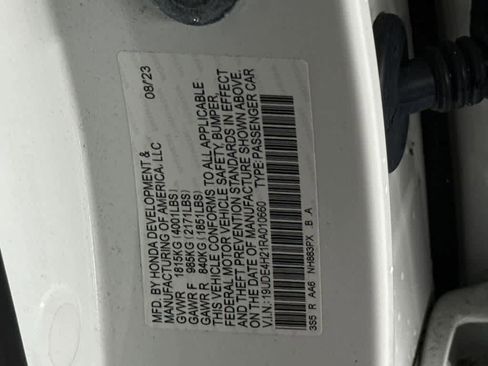 MFD. BY HONDA DEVELOPMENT &
MANUFACTURING OF AMERICA, LLC 08/23
GVWR 1815KG (4001LBS)
GAWR F 985KG (2171LBS)
GAWR R 840KG (1851LBS)
THIS VEHICLE CONFORMS TO ALL APPLICABLE
FEDERAL MOTOR VEHICLE SAFETY, BUMPER,
AND THEFT PREVENTION STANDARDS IN EFFECT
ON THE DATE OF MANUFACTURE SHOWN ABOVE.
V.I.N.:19UDE4H21RA010660 TYPE:PASSENGER CAR
3S5 R AA6 NH883PX B A